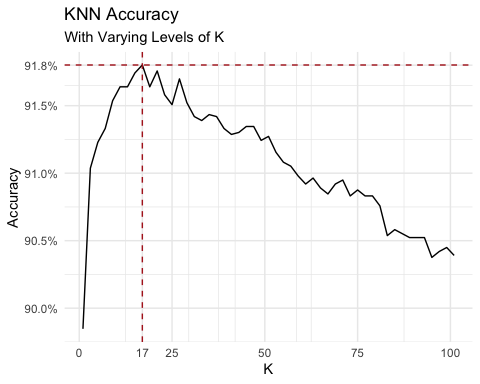 KNN Accuracy
With Varying Levels of K
91.8%
91.5%
91.0%
90.5%
90.0%
Accuracy
0 17 25 50 75 100
K